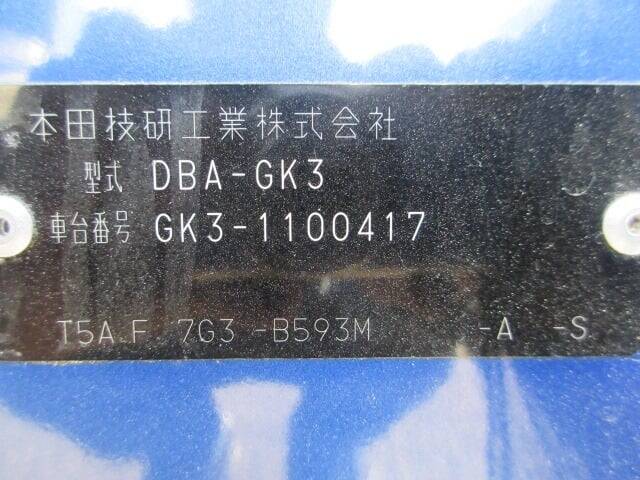 本田技研工業株式会社
型式 DBA-GK3
車台番号 GK3-1100417
T5A F 7G3 -B593M -A -S